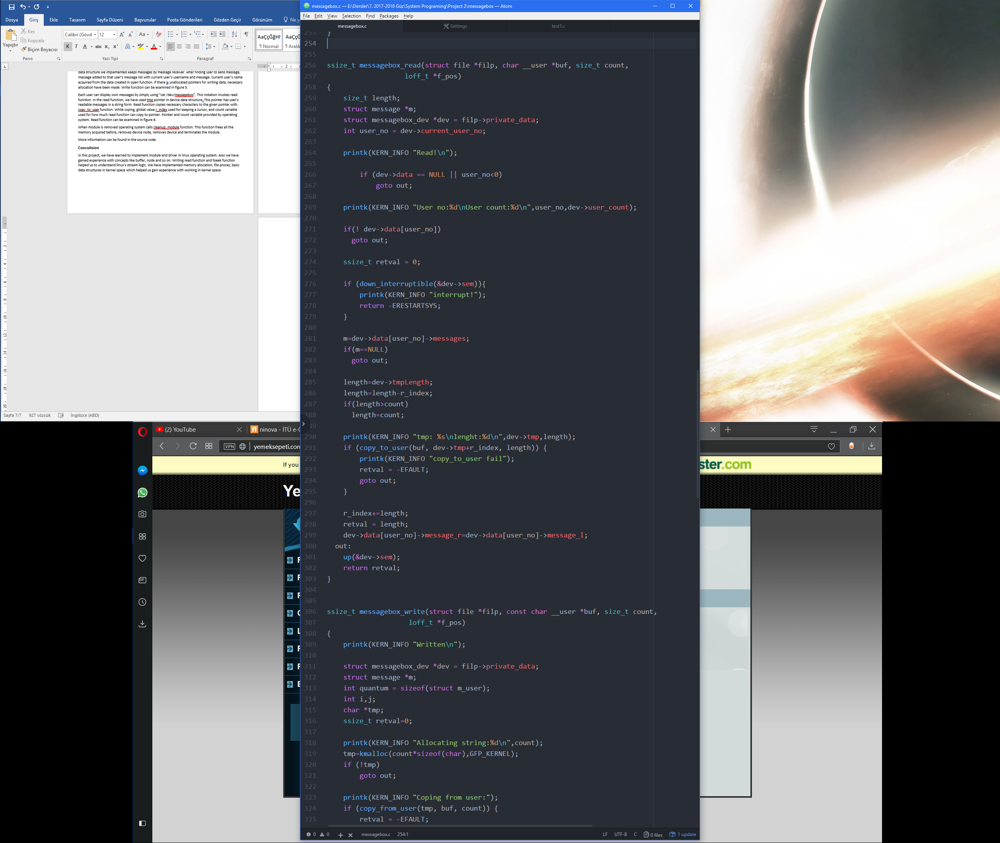 Dosya Giriş Ekle Tasarım Sayfa Düzeni Başvurular Posta Gönderileri Gözden Geçir Görünüm Ne y
Yapıştır
Kes
Kopyala
Biçim Boyacısı
Calibri (Gövd 12
K T A abc x₂ x² A ab A
AaÇçĞğHł AaÇçĞ
¶ Normal ¶ Aralık
Pano Yazı Tipi Paragraf
data structure we implemented keeps messages by message receiver. After finding user to send message,
message added to that user's message list with current user's username and message. Current user's name
acquired from the data created in open function. If there is unallocated pointers for writing data, necessary
allocation have been made. Write function can be examined in figure 5.
Each user can display own messages by simply using "cat /dev/messagebox". This notation invokes read
function. In the read function, we have used tmp pointer in device data structure. This pointer has user's
readable messages in a string form. Read function copies necessary characters to the given pointer with
copy_to_user function. While coping, global value r_index used for keeping a cursor, and count variable
used for how much read function can copy to pointer. Pointer and count variable provided by operating
system. Read function can be examined in figure 6.
When module is removed operating system calls cleanup_module function. This function frees all the
memory acquired before, removes device node, removes device and terminates the module.
More information can be found in the source code.
Conculision
In this project, we have learned to implement module and driver in linux operating system. Also we have
gained experience with concepts like buffer, node and so on. Writing read function and llseek function
helped us to understand linux's stream logic. We have implemented memory allocation, file proces, basic
data structures in kernel space which helped us gain experience with working in kernel space.
Sayfa 7/7 927 sözcük İngilizce (ABD)
messagebox.c — E:\Dersler\7. 2017-2018 Güz\System Programing\Project 2\messagebox — Atom
File Edit View Selection Find Packages Help
messagebox.c Settings test1.c
253 }
254
255
256 ssize_t messagebox_read(struct file *filp, char __user *buf, size_t count,
257 loff_t *f_pos)
258 {
259 size_t length;
260 struct message *m;
261 struct messagebox_dev *dev = filp->private_data;
262 int user_no = dev->current_user_no;
263
264 printk(KERN_INFO "Read!\n");
265
266 if (dev->data == NULL || user_no<0)
267 goto out;
268
269 printk(KERN_INFO "User no:%d\nUser count:%d\n",user_no,dev->user_count);
270
271 if(! dev->data[user_no])
272 goto out;
273
274 ssize_t retval = 0;
275
276 if (down_interruptible(&dev->sem)){
277 printk(KERN_INFO "interrupt!");
278 return -ERESTARTSYS;
279 }
280
281 m=dev->data[user_no]->messages;
282 if(m==NULL)
283 goto out;
284
285 length=dev->tmpLength;
286 length=length-r_index;
287 if(length>count)
288 length=count;
89
290 printk(KERN_INFO "tmp: %s\nlenght:%d\n",dev->tmp,length);
291 if (copy_to_user(buf, dev->tmp+r_index, length)) {
292 printk(KERN_INFO "copy_to_user fail");
293 retval = -EFAULT;
294 goto out;
295 }
296
297 r_index+=length;
298 retval = length;
299 dev->data[user_no]->message_r=dev->data[user_no]->message_l;
300 out:
301 up(&dev->sem);
302 return retval;
303 }
304
305
306 ssize_t messagebox_write(struct file *filp, const char __user *buf, size_t count,
307 loff_t *f_pos)
308 {
309 printk(KERN_INFO "Written\n");
310
311 struct messagebox_dev *dev = filp->private_data;
312 struct message *m;
313 int quantum = sizeof(struct m_user);
314 int i,j;
315 char *tmp;
316 ssize_t retval=0;
317
318 printk(KERN_INFO "Allocating string:%d\n",count);
319 tmp=kmalloc(count*sizeof(char),GFP_KERNEL);
320 if (!tmp)
321 goto out;
322
323 printk(KERN_INFO "Coping from user:");
324 if (copy_from_user(tmp, buf, count)) {
325 retval = -EFAULT;
0 0 messagebox.c 254:1 LF UTF-8 C 0 files 1 update
(2) YouTube ninova - İTÜ e-
VPN yemeksepeti.con
If you
ster.com
Ye